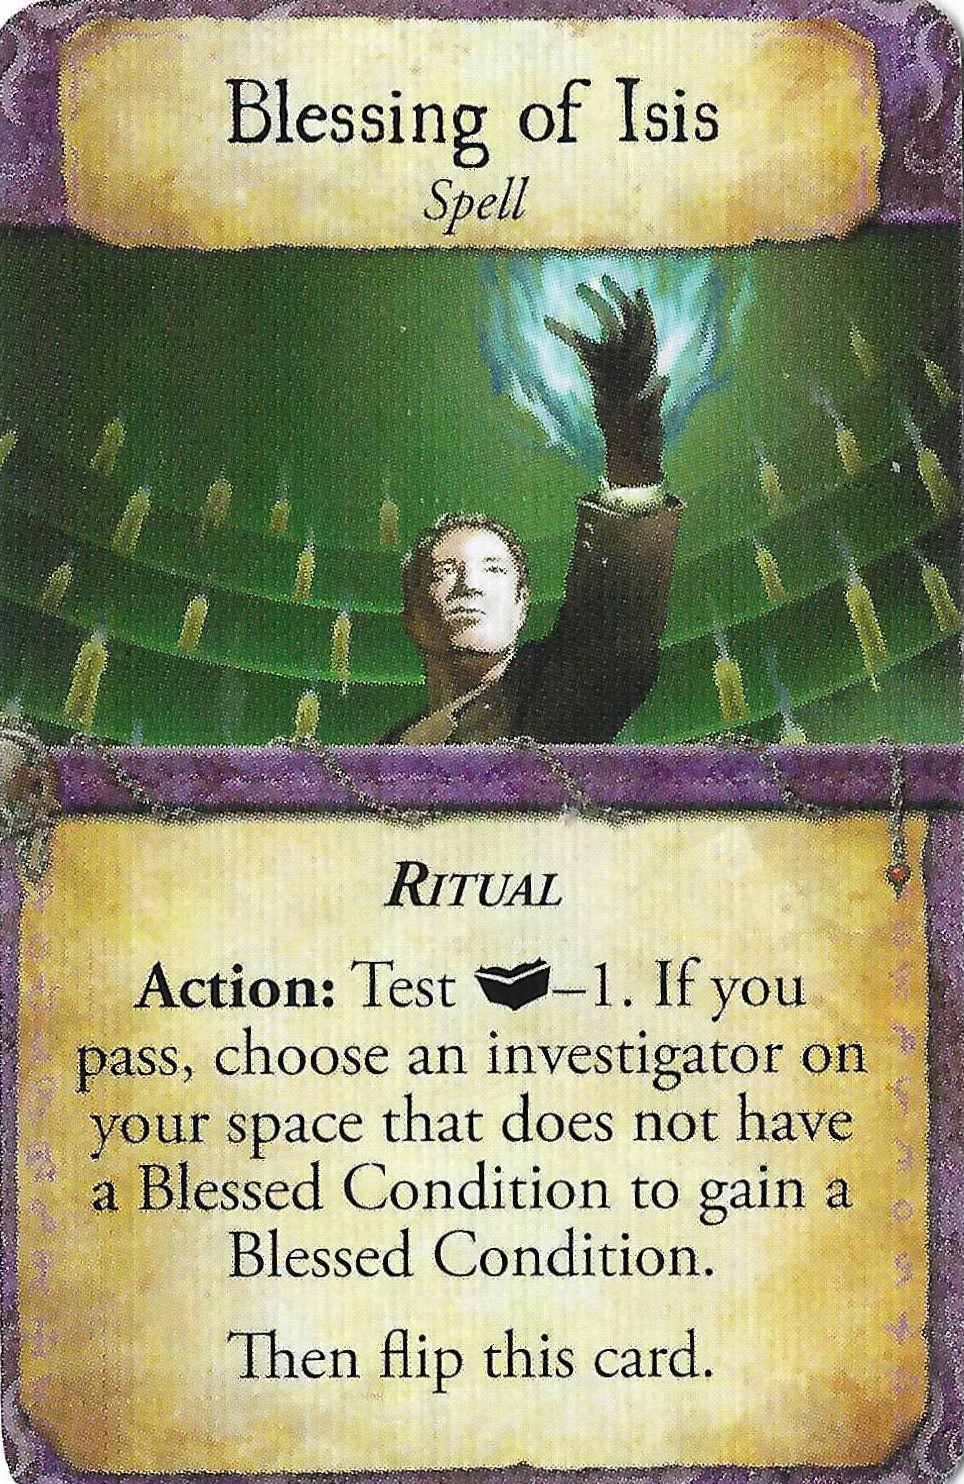 Blessing of Isis
Spell
RITUAL
Action: Test –1. If you
pass, choose an investigator on
your space that does not have
a Blessed Condition to gain a
Blessed Condition.
Then flip this card.